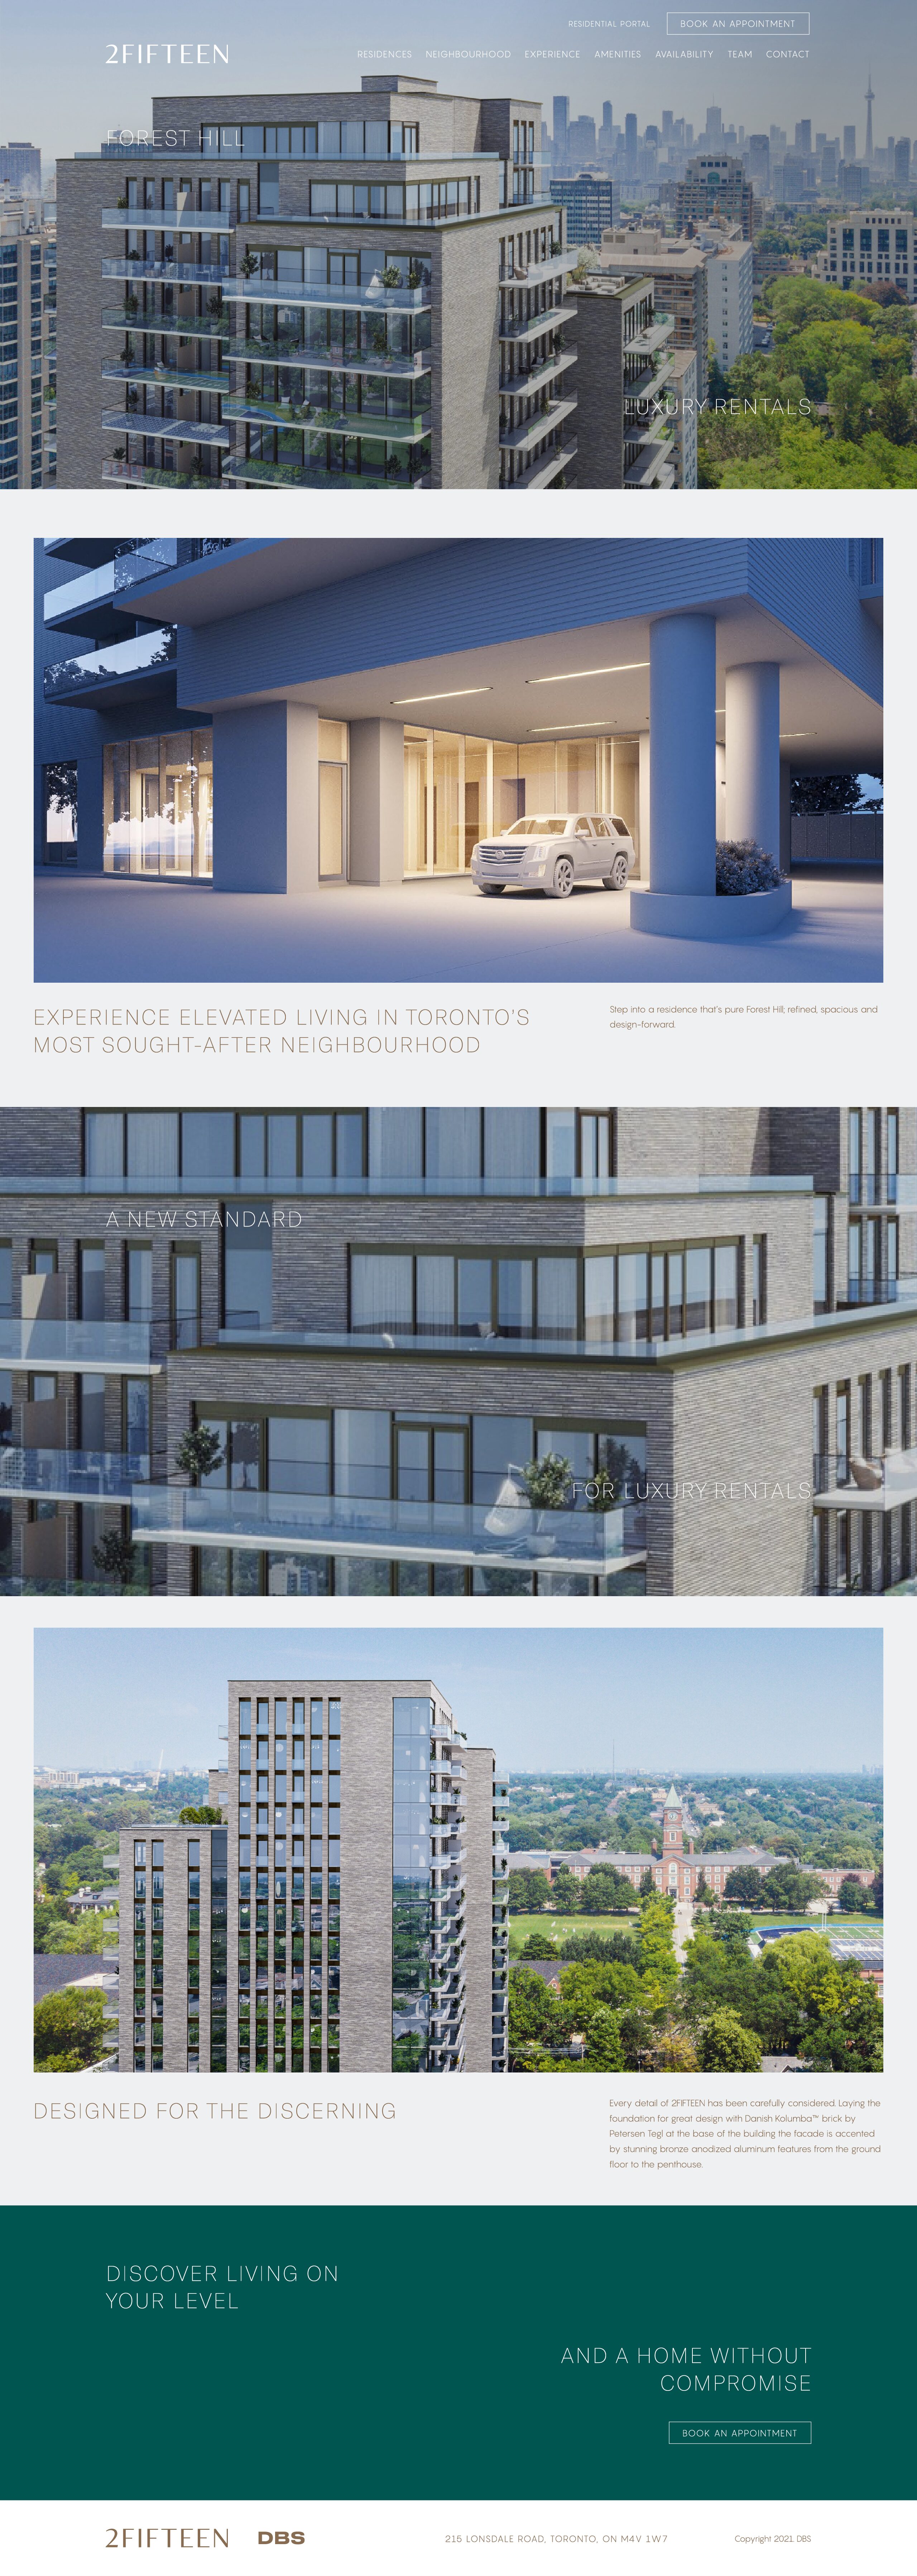 RESIDENTIAL PORTAL
BOOK AN APPOINTMENT
2FIFTEEN
RESIDENCES NEIGHBOURHOOD EXPERIENCE AMENITIES AVAILABILITY TEAM CONTACT
FOREST HILL
LUXURY RENTALS
EXPERIENCE ELEVATED LIVING IN TORONTO'S
MOST SOUGHT-AFTER NEIGHBOURHOOD
Step into a residence that's pure Forest Hill; refined, spacious and
design-forward.
A NEW STANDARD
FOR LUXURY RENTALS
DESIGNED FOR THE DISCERNING
Every detail of 2FIFTEEN has been carefully considered. Laying the
foundation for great design with Danish Kolumba™ brick by
Petersen Tegl at the base of the building the facade is accented
by stunning bronze anodized aluminum features from the ground
floor to the penthouse.
DISCOVER LIVING ON
YOUR LEVEL
AND A HOME WITHOUT
COMPROMISE
BOOK AN APPOINTMENT
2FIFTEEN
DBS
215 LONSDALE ROAD, TORONTO, ON M4V 1W7
Copyright 2021. DBS